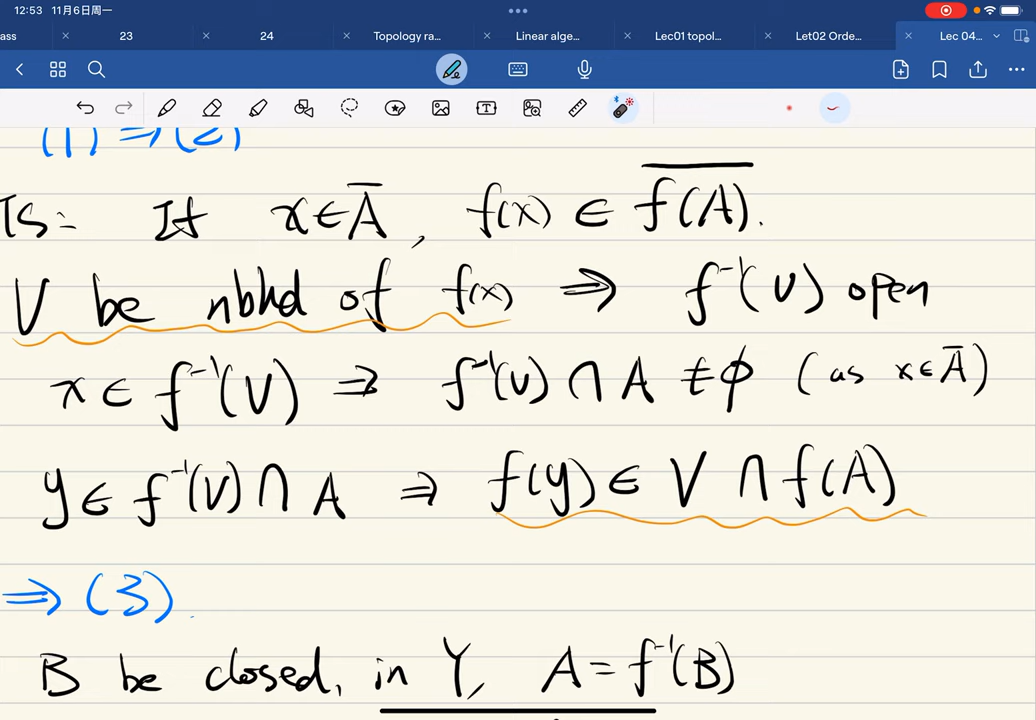 12:53 11月6日周一
ass 23 24 Topology ra... Linear alge... Lec01 topol... Let02 Orde... Lec 04...
(1) ⇒ (2)
TS: If x ∈ A̅, f(x) ∈ \overline{f(A)}.
V be nbhd of f(x) ⇒ f⁻¹(V) open
x ∈ f⁻¹(V) ⇒ f⁻¹(V) ∩ A ≠ ϕ (as x ∈ A̅)
y ∈ f⁻¹(V) ∩ A ⇒ f(y) ∈ V ∩ f(A)
⇒ (3).
B be closed, in Y, A = f⁻¹(B)